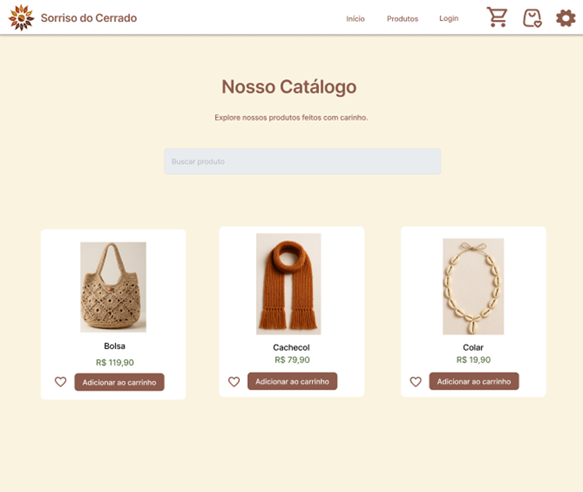 Sorriso do Cerrado
Início Produtos Login
Nosso Catálogo
Explore nossos produtos feitos com carinho.
Buscar produto
Bolsa
R$ 119,90
Adicionar ao carrinho
Cachecol
R$ 79,90
Adicionar ao carrinho
Colar
R$ 19,90
Adicionar ao carrinho